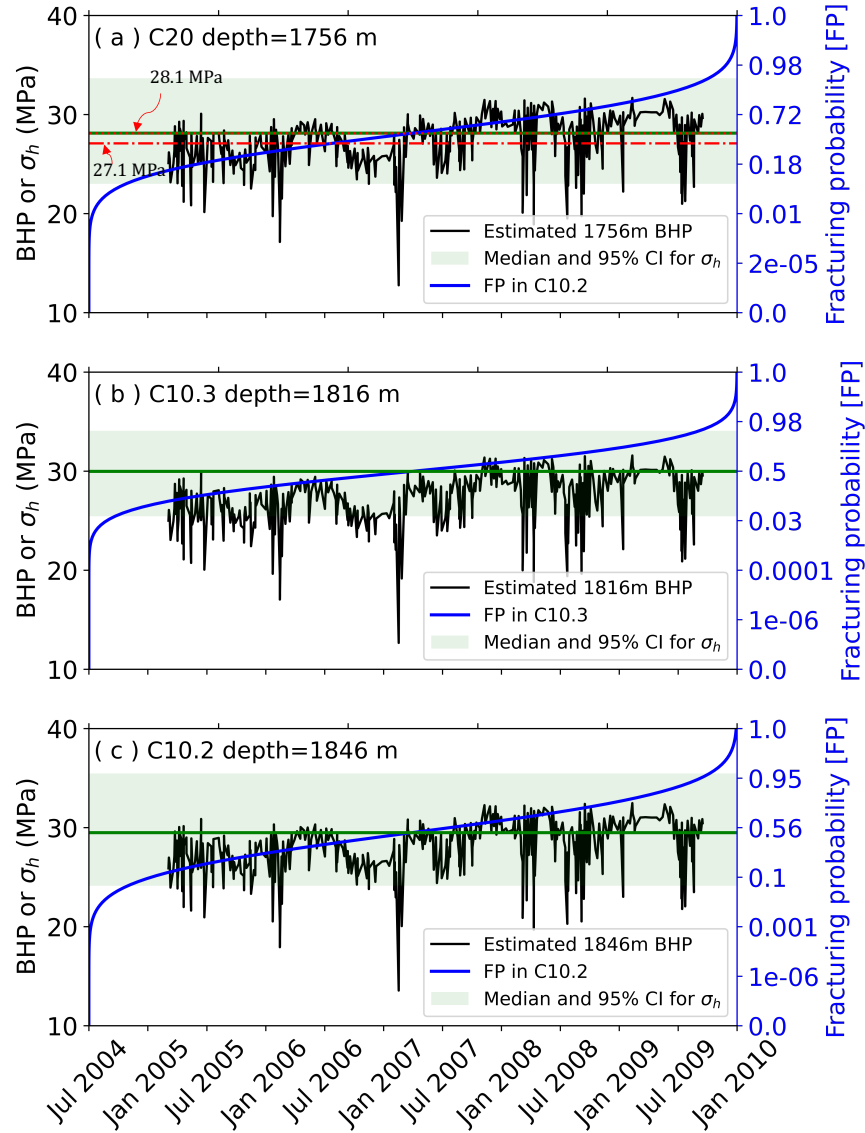 ( a ) C20 depth=1756 m
BHP or σh (MPa)
40
30
20
10
28.1 MPa
27.1 MPa
Estimated 1756m BHP
Median and 95% CI for σh
FP in C10.2
1.0
0.98
0.72
0.18
0.01
2e-05
0.0
Fracturing probability [FP]
( b ) C10.3 depth=1816 m
BHP or σh (MPa)
40
30
20
10
Estimated 1816m BHP
FP in C10.3
Median and 95% CI for σh
1.0
0.98
0.5
0.03
0.0001
1e-06
0.0
Fracturing probability [FP]
( c ) C10.2 depth=1846 m
BHP or σh (MPa)
40
30
20
10
Estimated 1846m BHP
FP in C10.2
Median and 95% CI for σh
1.0
0.95
0.56
0.1
0.001
1e-06
0.0
Fracturing probability [FP]
Jul 2004
Jan 2005
Jul 2005
Jan 2006
Jul 2006
Jan 2007
Jul 2007
Jan 2008
Jul 2008
Jan 2009
Jul 2009
Jan 2010